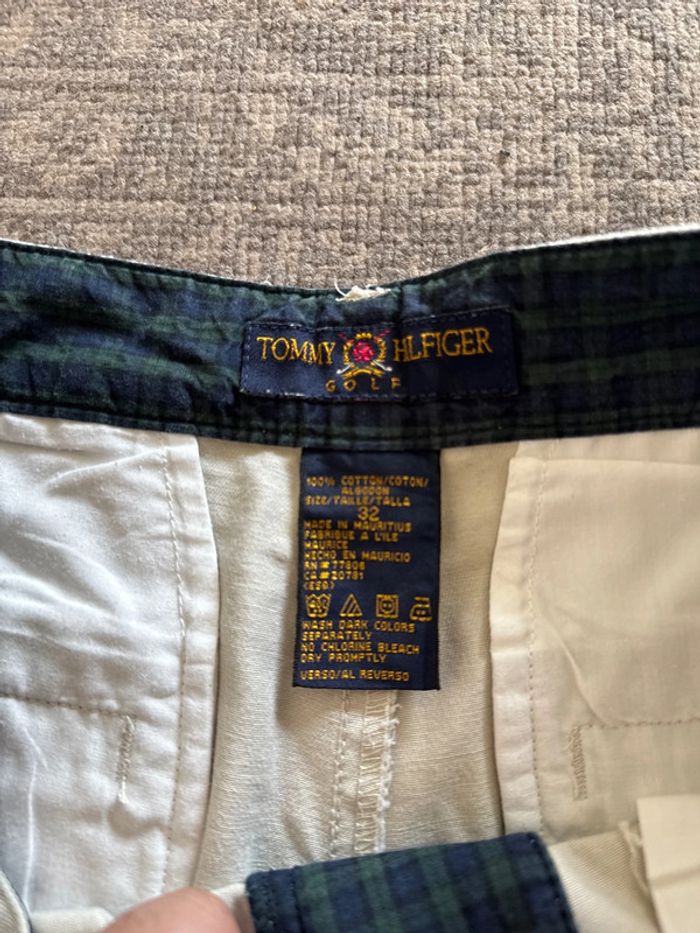 TOMMY HILFIGER
GOLF
100% COTTON/COTON/
ALGODON
SIZE/TAILLE/TALLA
32
MADE IN MAURITIUS
FABRIQUE A L'ILE
MAURICE
HECHO EN MAURICIO
RN#77806
CA#20781
(ESG)
WASH DARK COLORS
SEPARATELY
NO CHLORINE BLEACH
DRY PROMPTLY
VERSO/AL REVERSO